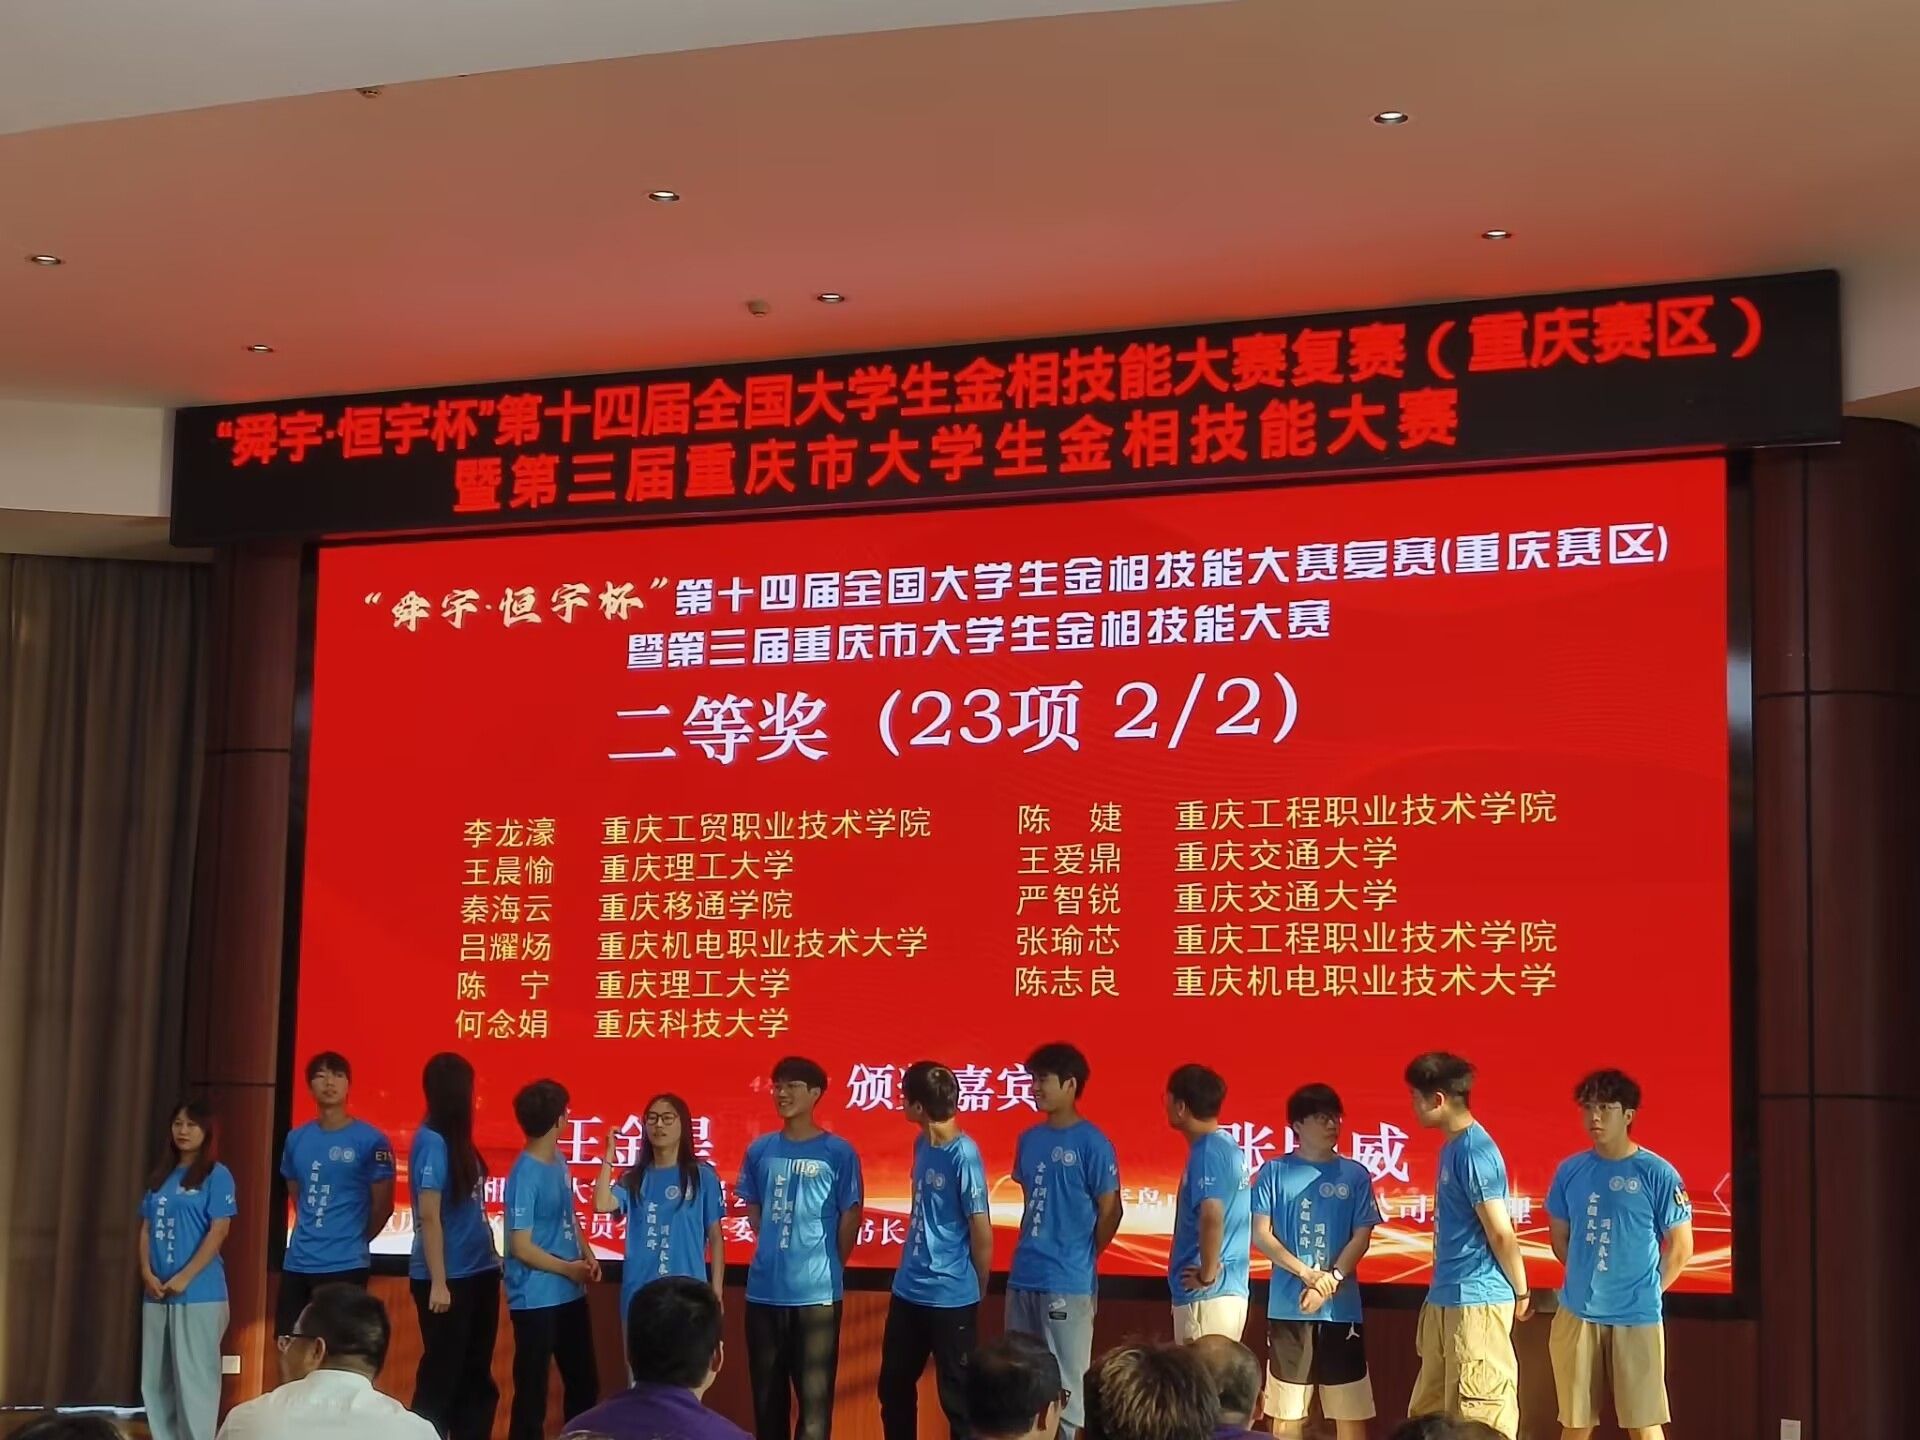 “舜宇·恒宇杯”第十四届全国大学生金相技能大赛复赛（重庆赛区）
暨第三届重庆市大学生金相技能大赛
“舜宇·恒宇杯”第十四届全国大学生金相技能大赛复赛(重庆赛区)
暨第三届重庆市大学生金相技能大赛
二等奖（23项 2/2）
李龙濠 重庆工贸职业技术学院 陈 婕 重庆工程职业技术学院
王晨愉 重庆理工大学 王爱鼎 重庆交通大学
秦海云 重庆移通学院 严智锐 重庆交通大学
吕耀炀 重庆机电职业技术大学 张瑜芯 重庆工程职业技术学院
陈 宁 重庆理工大学 陈志良 重庆机电职业技术大学
何念娟 重庆科技大学
颁 嘉宾
威
书长